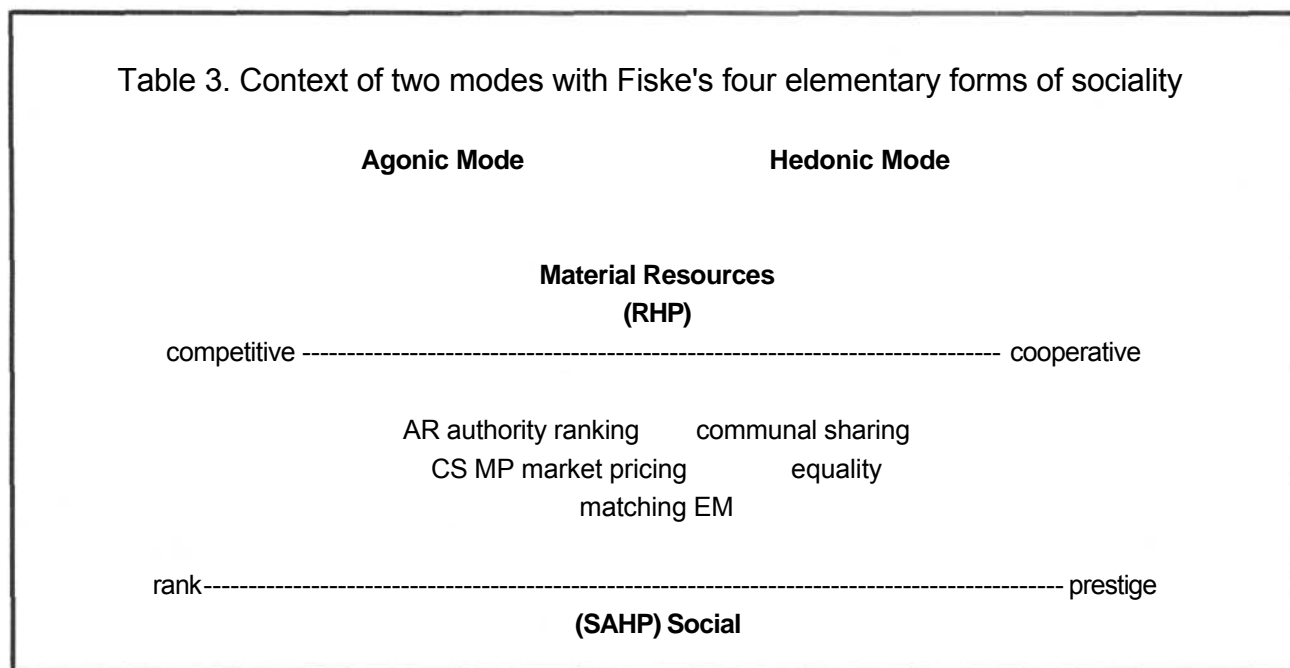 Table 3. Context of two modes with Fiske's four elementary forms of sociality
Agonic Mode Hedonic Mode
Material Resources
(RHP)
competitive ------------------------------------------------------------------------------ cooperative
AR authority ranking communal sharing
CS MP market pricing equality
matching EM
rank------------------------------------------------------------------------------------------------ prestige
(SAHP) Social